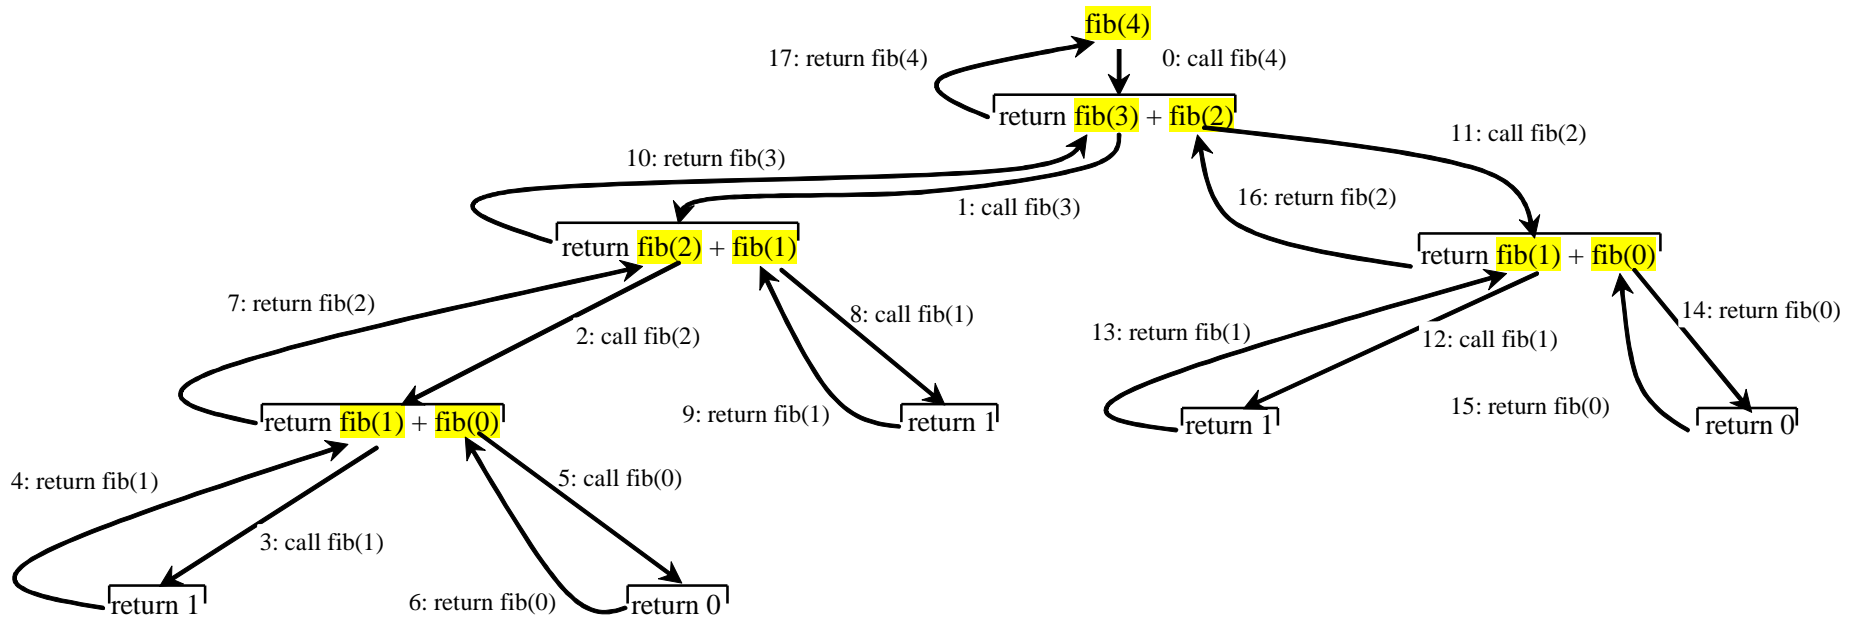 fib(4)
17: return fib(4)
0: call fib(4)
return fib(3) + fib(2)
11: call fib(2)
10: return fib(3)
16: return fib(2)
1: call fib(3)
return fib(2) + fib(1)
return fib(1) + fib(0)
7: return fib(2)
8: call fib(1)
14: return fib(0)
2: call fib(2)
13: return fib(1)
12: call fib(1)
9: return fib(1)
15: return fib(0)
return fib(1) + fib(0)
return 1
return 1
return 0
4: return fib(1)
5: call fib(0)
3: call fib(1)
6: return fib(0)
return 1
return 0